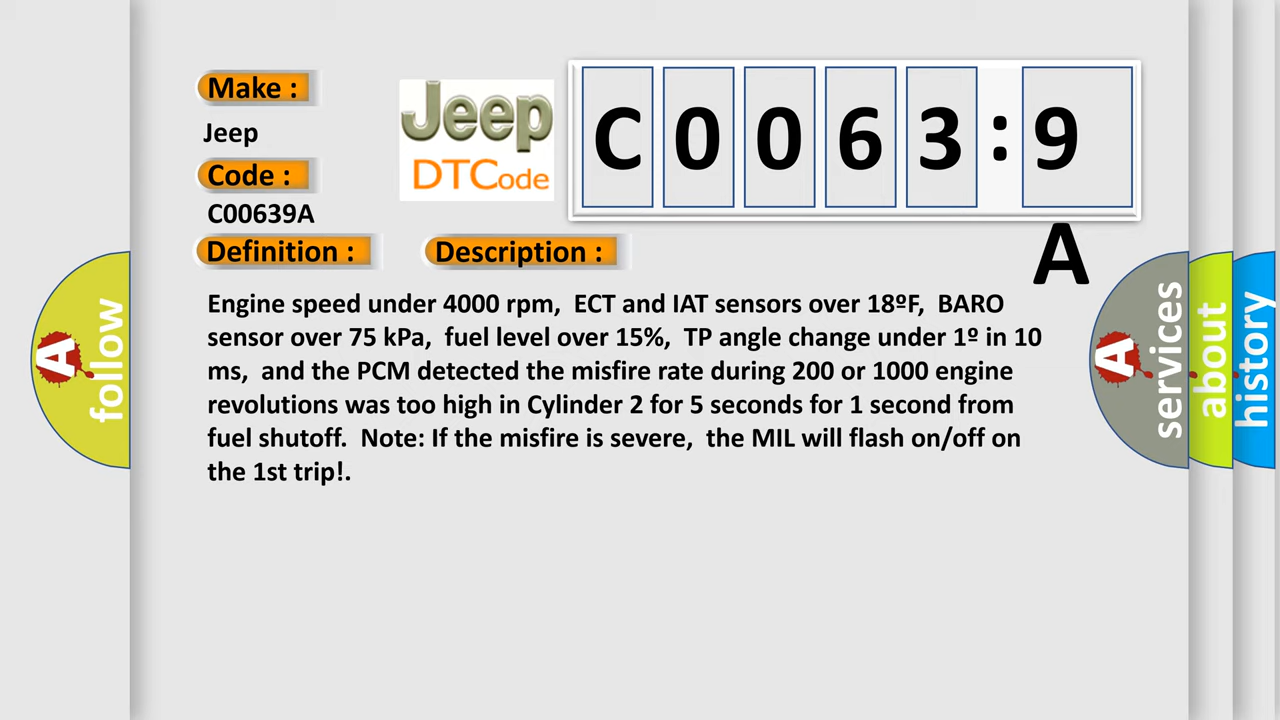 Make :
Jeep
Code :
C00639A
Definition :
Description :
Jeep
DTCode
C0063:9
A
Engine speed under 4000 rpm,  ECT and IAT sensors over 18ºF,  BARO
sensor over 75 kPa,  fuel level over 15%,  TP angle change under 1º in 10
ms,  and the PCM detected the misfire rate during 200 or 1000 engine
revolutions was too high in Cylinder 2 for 5 seconds for 1 second from
fuel shutoff.  Note: If the misfire is severe,  the MIL will flash on/off on
the 1st trip!.
A follow
A services
about
history